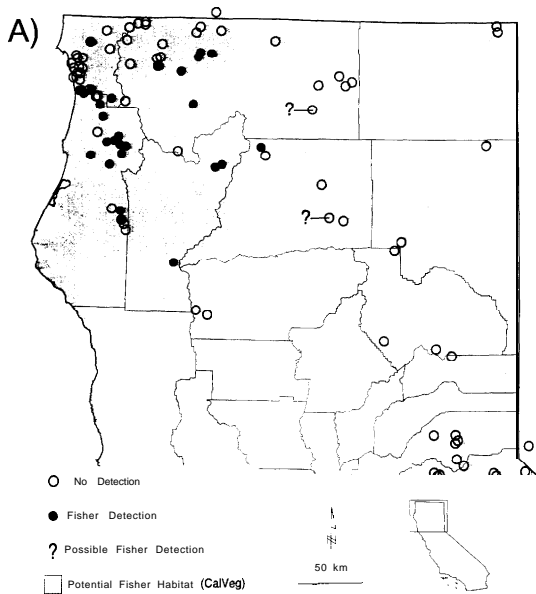 A)
?
?
No Detection
Fisher Detection
? Possible Fisher Detection
Potential Fisher Habitat (CalVeg)
50 km